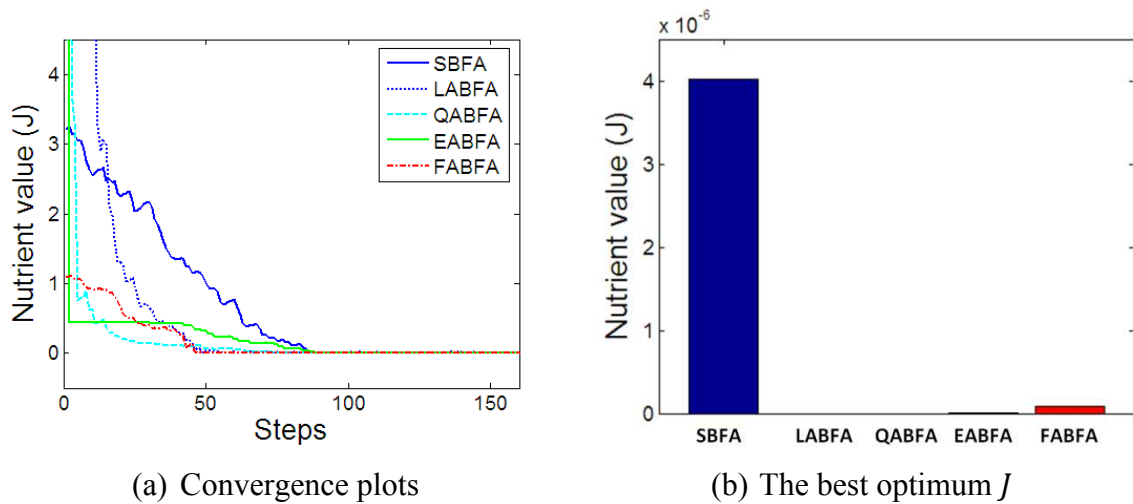 4
3
2
1
0
Nutrient value (J)
0
50
100
150
Steps
SBFA
LABFA
QABFA
EABFA
FABFA
(a) Convergence plots
x 10^-6
4
3
2
1
0
Nutrient value (J)
SBFA
LABFA
QABFA
EABFA
FABFA
(b) The best optimum J